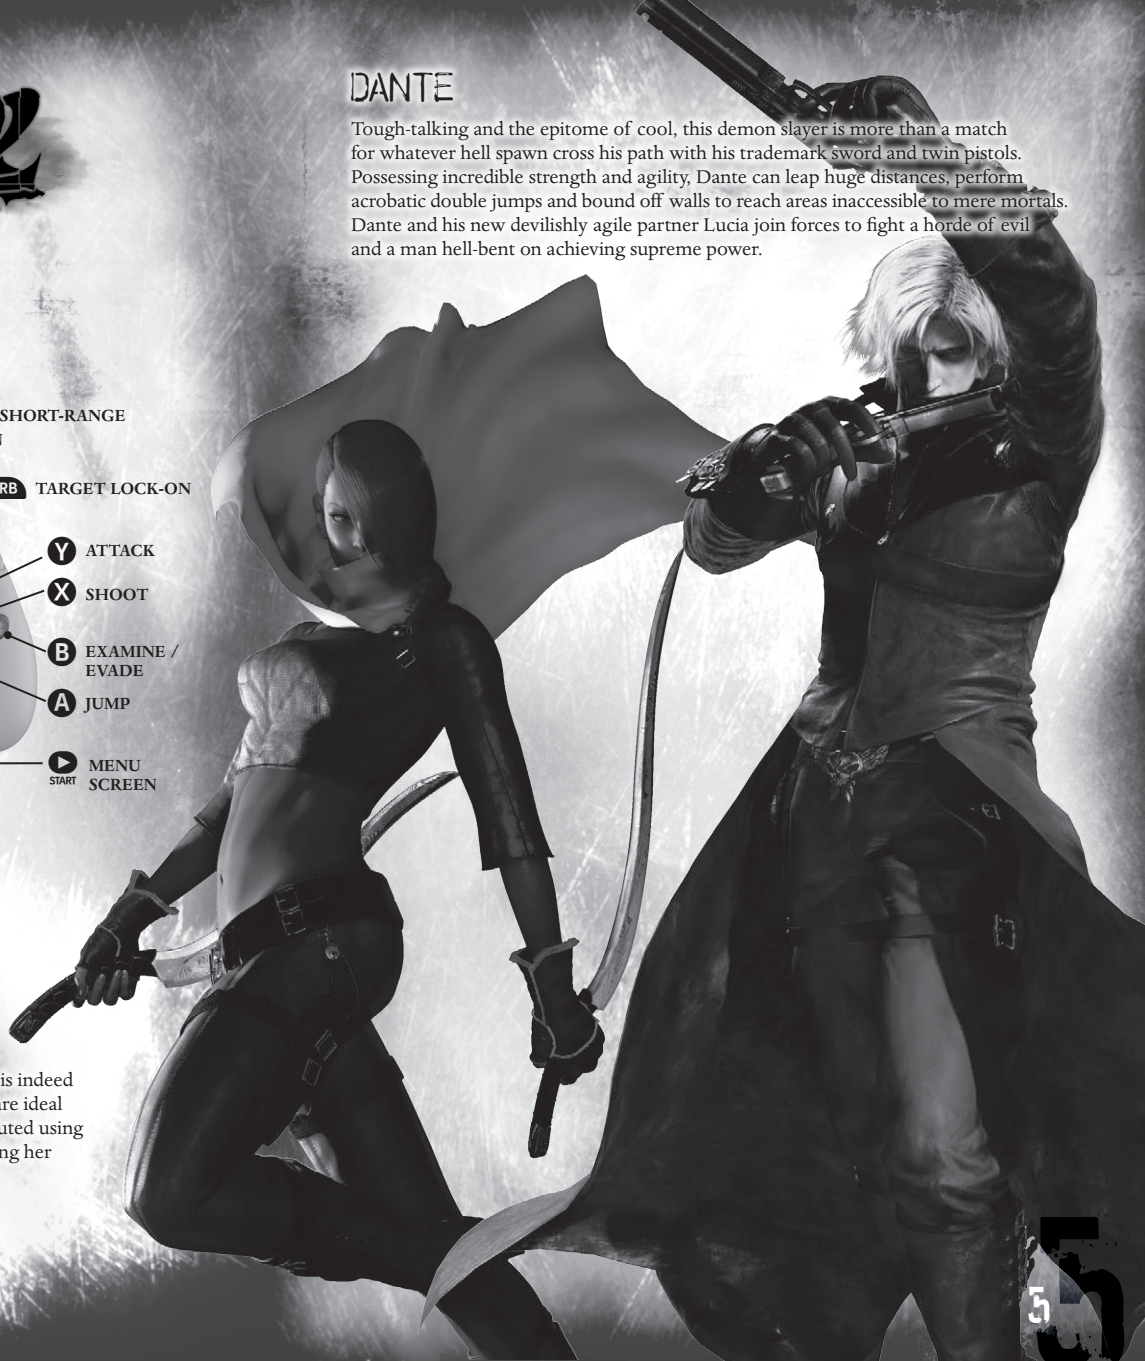 DANTE
Tough-talking and the epitome of cool, this demon slayer is more than a match
for whatever hell spawn cross his path with his trademark sword and twin pistols.
Possessing incredible strength and agility, Dante can leap huge distances, perform
acrobatic double jumps and bound off walls to reach areas inaccessible to mere mortals.
Dante and his new devilishly agile partner Lucia join forces to fight a horde of evil
and a man hell-bent on achieving supreme power.
SHORT-RANGE
RB TARGET LOCK-ON
Y ATTACK
X SHOOT
B EXAMINE /
EVADE
A JUMP
START MENU
SCREEN
is indeed
ideal
using
her
5
5